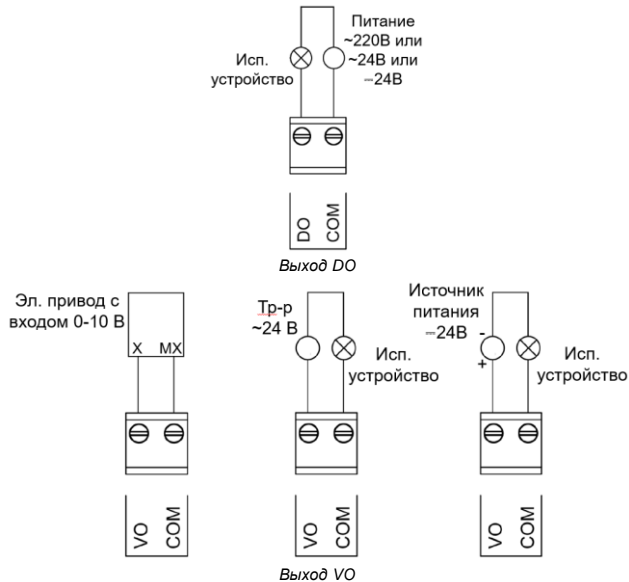 Питание
~220В или
~24В или
⎓24В
Исп.
устройство
DO
COM
Выход DO
Эл. привод с
входом 0-10 В
X MX
VO
COM
Тр-р
~24 В
Исп.
устройство
VO
COM
Источник
питания
⎓24В
-
+
Исп.
устройство
VO
COM
Выход VO